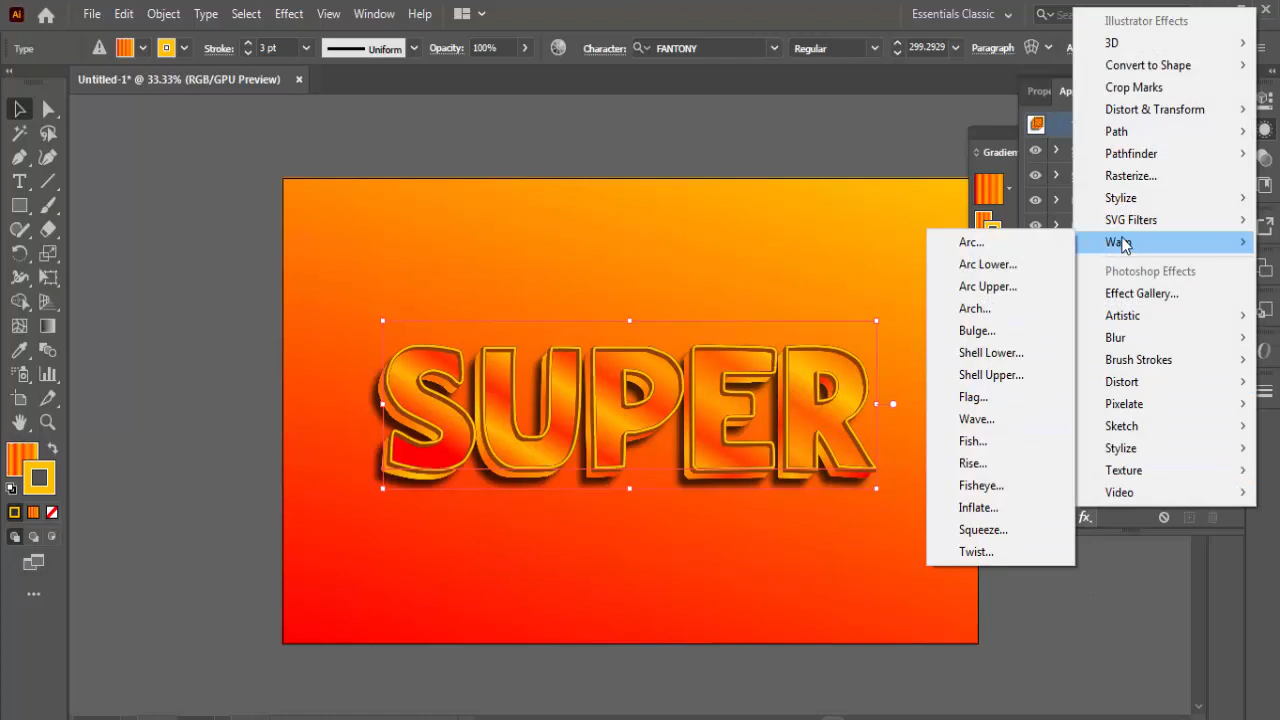 Ai File Edit Object Type Select Effect View Window Help Essentials Classic
Type Stroke: 3 pt Uniform Opacity: 100% Character: FANTONY Regular 299.2929 Paragraph
Untitled-1* @ 33.33% (RGB/GPU Preview)
Gradient
SUPER
Illustrator Effects
3D
Convert to Shape
Crop Marks
Distort & Transform
Path
Pathfinder
Rasterize...
Stylize
SVG Filters
Warp
Photoshop Effects
Effect Gallery...
Artistic
Blur
Brush Strokes
Distort
Pixelate
Sketch
Stylize
Texture
Video
fx.
Arc...
Arc Lower...
Arc Upper...
Arch...
Bulge...
Shell Lower...
Shell Upper...
Flag...
Wave...
Fish...
Rise...
Fisheye...
Inflate...
Squeeze...
Twist...